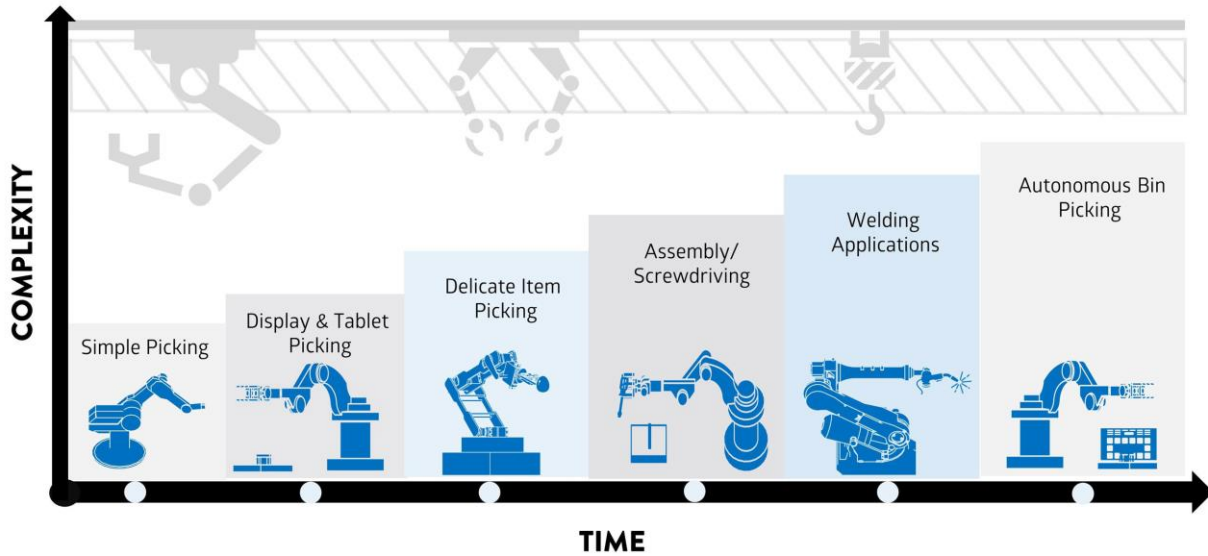 COMPLEXITY
Simple Picking
Display & Tablet
Picking
Delicate Item
Picking
Assembly/
Screwdriving
Welding
Applications
Autonomous Bin
Picking
TIME